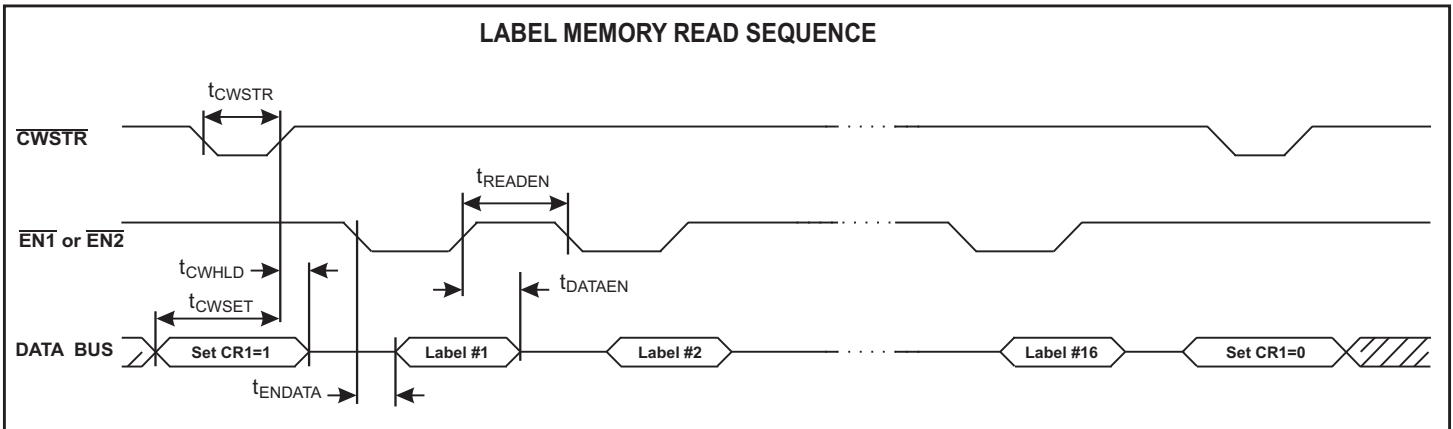 LABEL MEMORY READ SEQUENCE
tCWSTR
CWSTR
tREADEN
EN1 or EN2
tCWHLD
tDATAEN
tCWSET
DATA BUS Set CR1=1 Label #1 Label #2 Label #16 Set CR1=0
tENDATA